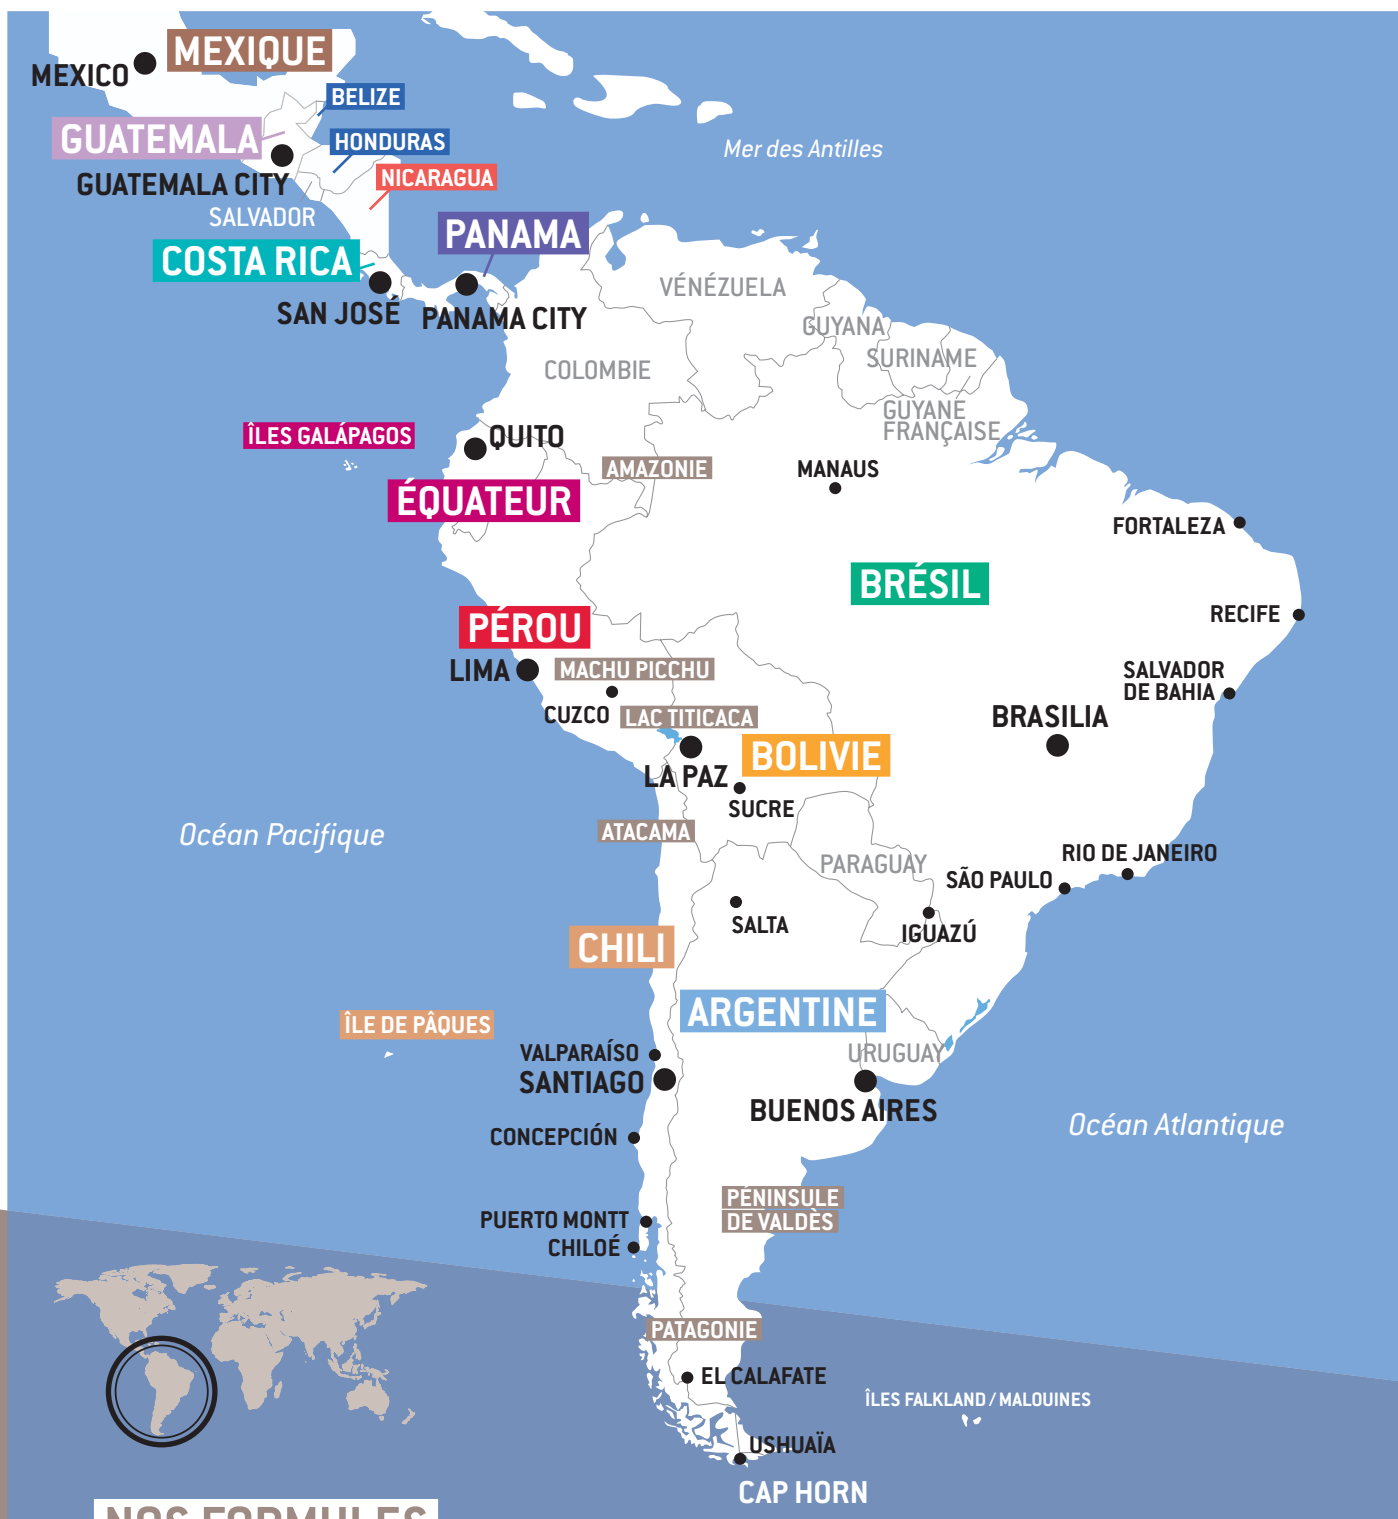 MEXIQUE
MEXICO
BELIZE
GUATEMALA
HONDURAS
Mer des Antilles
GUATEMALA CITY
NICARAGUA
SALVADOR
PANAMA
COSTA RICA
VÉNÉZUELA
SAN JOSÉ
PANAMA CITY
GUYANA
SURINAME
COLOMBIE
GUYANE
FRANÇAISE
ÎLES GALÁPAGOS
QUITO
AMAZONIE
MANAUS
ÉQUATEUR
FORTALEZA
BRÉSIL
RECIFE
PÉROU
LIMA
MACHU PICCHU
SALVADOR
DE BAHIA
CUZCO
LAC TITICACA
BRASILIA
BOLIVIE
LA PAZ
SUCRE
Océan Pacifique
ATACAMA
RIO DE JANEIRO
PARAGUAY
SÃO PAULO
SALTA
IGUAZÚ
CHILI
ARGENTINE
ÎLE DE PÂQUES
VALPARAÍSO
URUGUAY
SANTIAGO
BUENOS AIRES
Océan Atlantique
CONCEPCIÓN
PÉNINSULE
DE VALDÈS
PUERTO MONTT
CHILOÉ
PATAGONIE
EL CALAFATE
ÎLES FALKLAND / MALOUINES
USHUAÏA
CAP HORN
NOS FORMULES